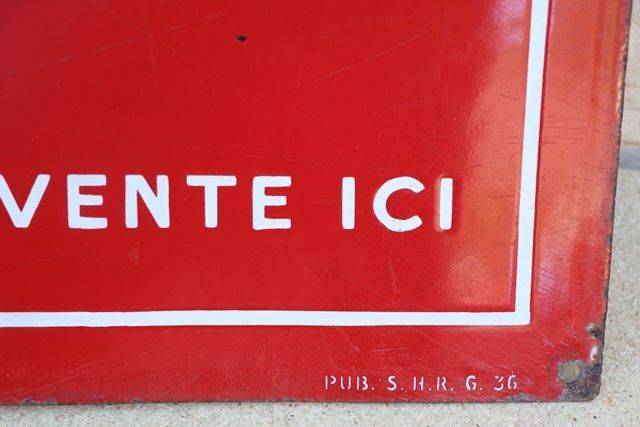 VENTE ICI
PUB. S.H.R. G. 36